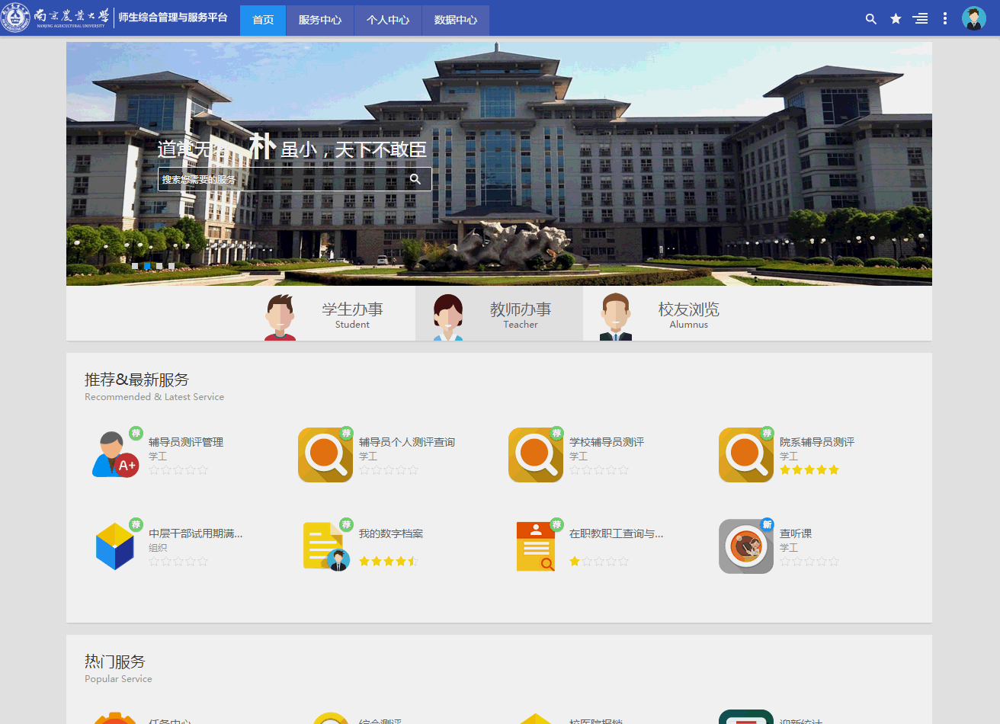 南京农业大学 师生综合管理与服务平台 首页 服务中心 个人中心 数据中心
NANJING AGRICULTURAL UNIVERSITY
道常无名 朴 虽小，天下不敢臣
搜索您需要的服务
学生办事 教师办事 校友浏览
Student Teacher Alumnus
推荐&最新服务
Recommended & Latest Service
荐 荐 荐 荐
辅导员测评管理 辅导员个人测评查询 学校辅导员测评 院系辅导员测评
学工 学工 学工 学工
A+
荐 荐 荐 新
中层干部试用期满... 我的数字档案 在职教职工查询与... 查听课
组织 学工
热门服务
Popular Service
任务中心 综合测评 校医院报销 迎新统计